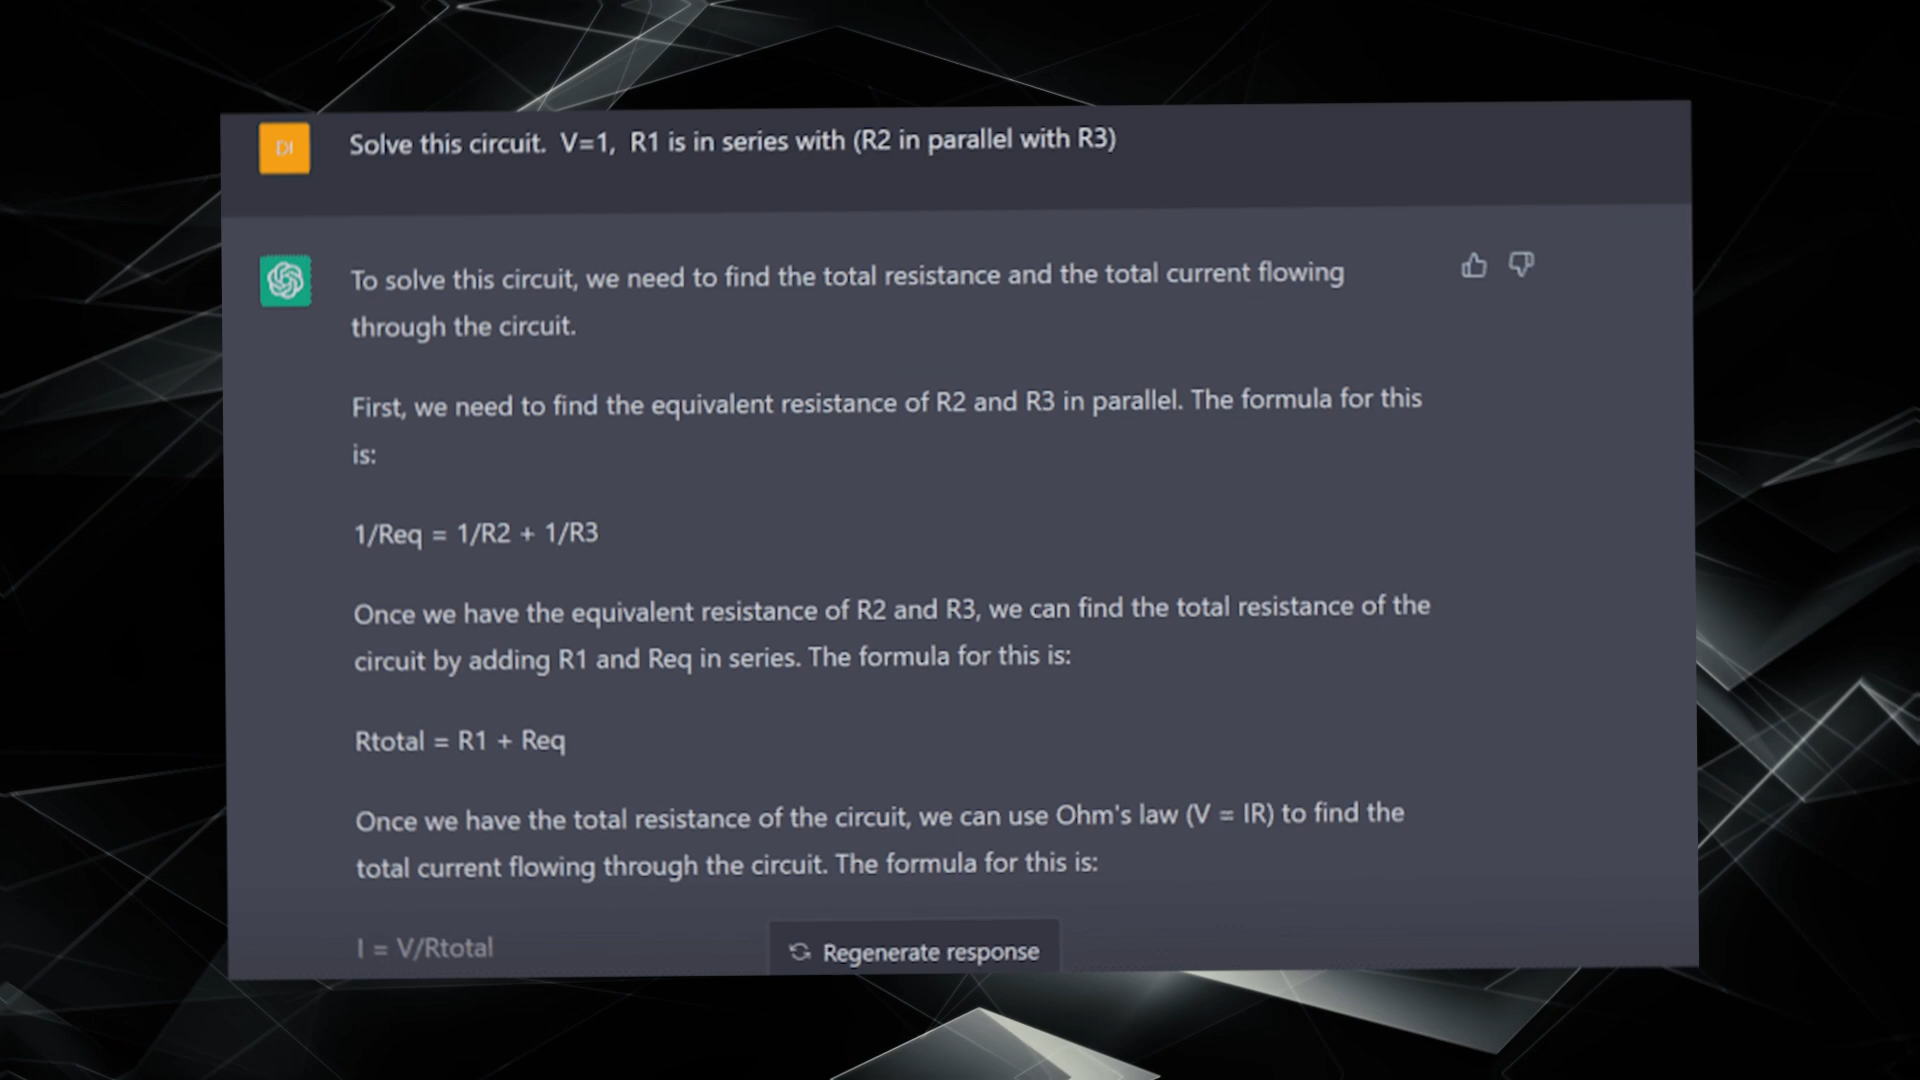 DI
Solve this circuit.  V=1,  R1 is in series with (R2 in parallel with R3)
To solve this circuit, we need to find the total resistance and the total current flowing
through the circuit.
First, we need to find the equivalent resistance of R2 and R3 in parallel. The formula for this
is:
1/Req = 1/R2 + 1/R3
Once we have the equivalent resistance of R2 and R3, we can find the total resistance of the
circuit by adding R1 and Req in series. The formula for this is:
Rtotal = R1 + Req
Once we have the total resistance of the circuit, we can use Ohm's law (V = IR) to find the
total current flowing through the circuit. The formula for this is:
I = V/Rtotal
Regenerate response